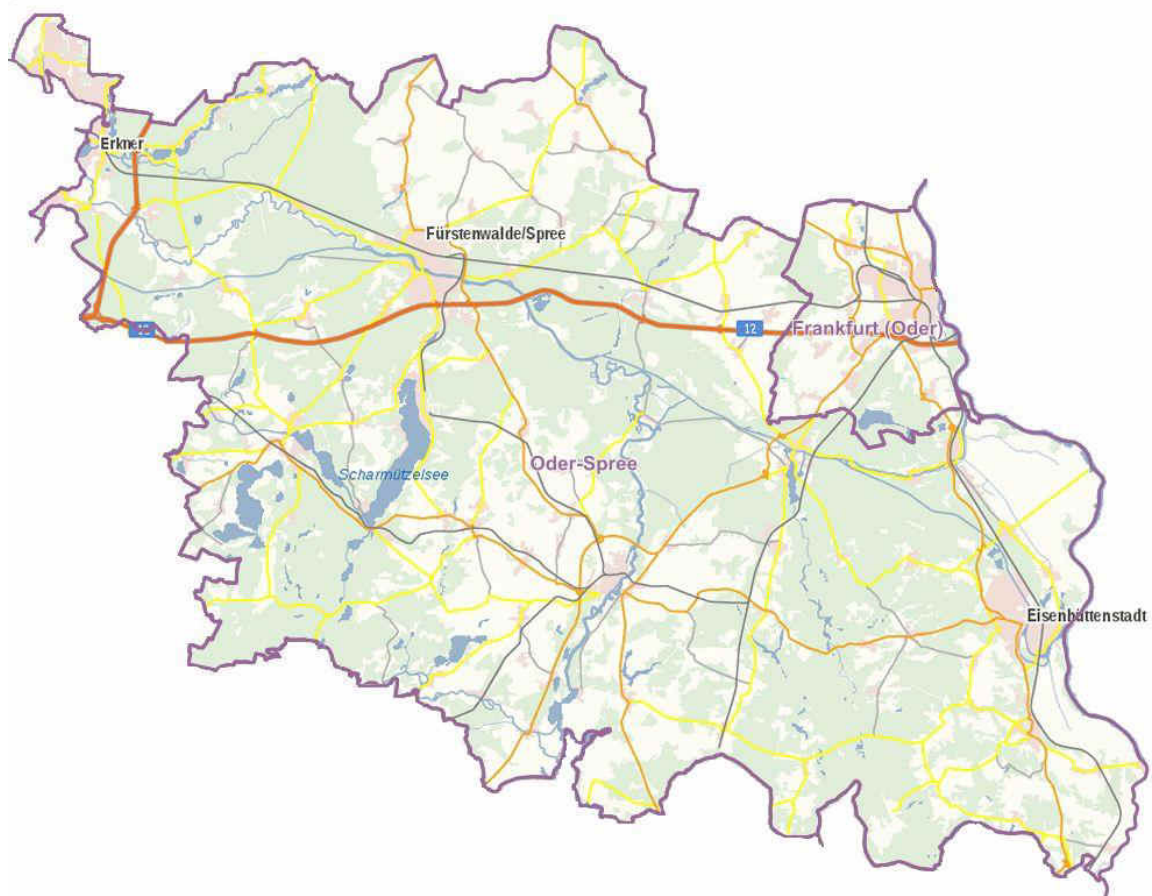 Erkner
Fürstenwalde/Spree
12
Frankfurt (Oder)
Oder-Spree
Scharmützelsee
Eisenhüttenstadt